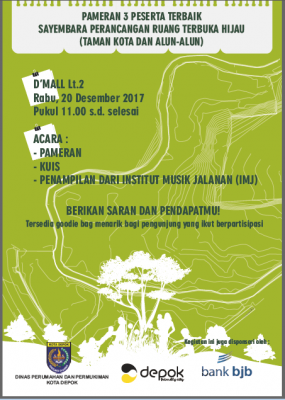 PAMERAN 3 PESERTA TERBAIK
SAYEMBARA PERANCANGAN RUANG TERBUKA HIJAU
(TAMAN KOTA DAN ALUN-ALUN)
D'MALL Lt.2
Rabu, 20 Desember 2017
Pukul 11.00 s.d. selesai
ACARA :
- PAMERAN
- KUIS
- PENAMPILAN DARI INSTITUT MUSIK JALANAN (IMJ)
BERIKAN SARAN DAN PENDAPATMU!
Tersedia goodie bag menarik bagi pengunjung yang ikut berpartisipasi
Kegiatan ini juga disponsori oleh :
DINAS PERUMAHAN DAN PERMUKIMAN
KOTA DEPOK
depok
friendly city
bank bjb